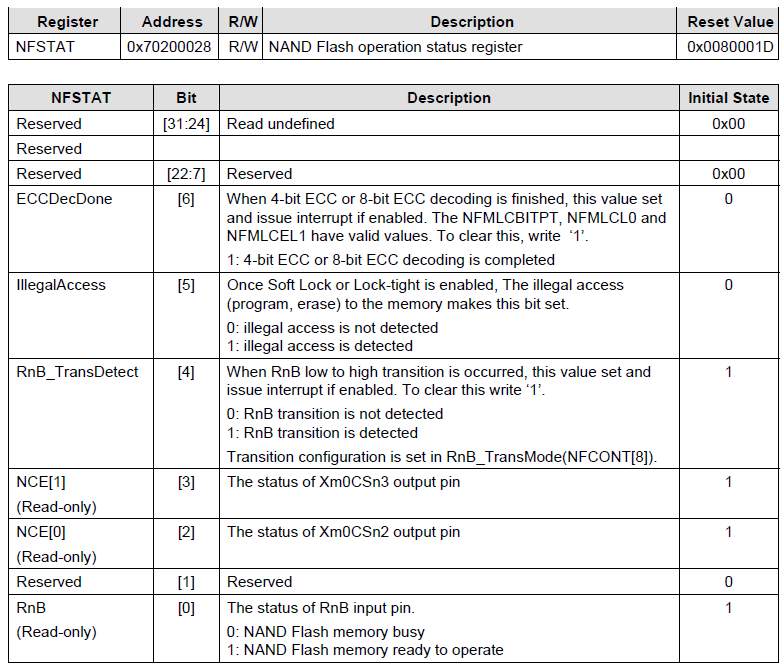 Register Address R/W Description Reset Value
NFSTAT 0x70200028 R/W NAND Flash operation status register 0x0080001D
NFSTAT Bit Description Initial State
Reserved [31:24] Read undefined 0x00
Reserved
Reserved [22:7] Reserved 0x00
ECCDecDone [6] When 4-bit ECC or 8-bit ECC decoding is finished, this value set 0
and issue interrupt if enabled. The NFMLCBITPT, NFMLCL0 and
NFMLCEL1 have valid values. To clear this, write ‘1’.
1: 4-bit ECC or 8-bit ECC decoding is completed
IllegalAccess [5] Once Soft Lock or Lock-tight is enabled, The illegal access 0
(program, erase) to the memory makes this bit set.
0: illegal access is not detected
1: illegal access is detected
RnB_TransDetect [4] When RnB low to high transition is occurred, this value set and 1
issue interrupt if enabled. To clear this write ‘1’.
0: RnB transition is not detected
1: RnB transition is detected
Transition configuration is set in RnB_TransMode(NFCONT[8]).
NCE[1] [3] The status of Xm0CSn3 output pin 1
(Read-only)
NCE[0] [2] The status of Xm0CSn2 output pin 1
(Read-only)
Reserved [1] Reserved 0
RnB [0] The status of RnB input pin. 1
(Read-only) 0: NAND Flash memory busy
1: NAND Flash memory ready to operate